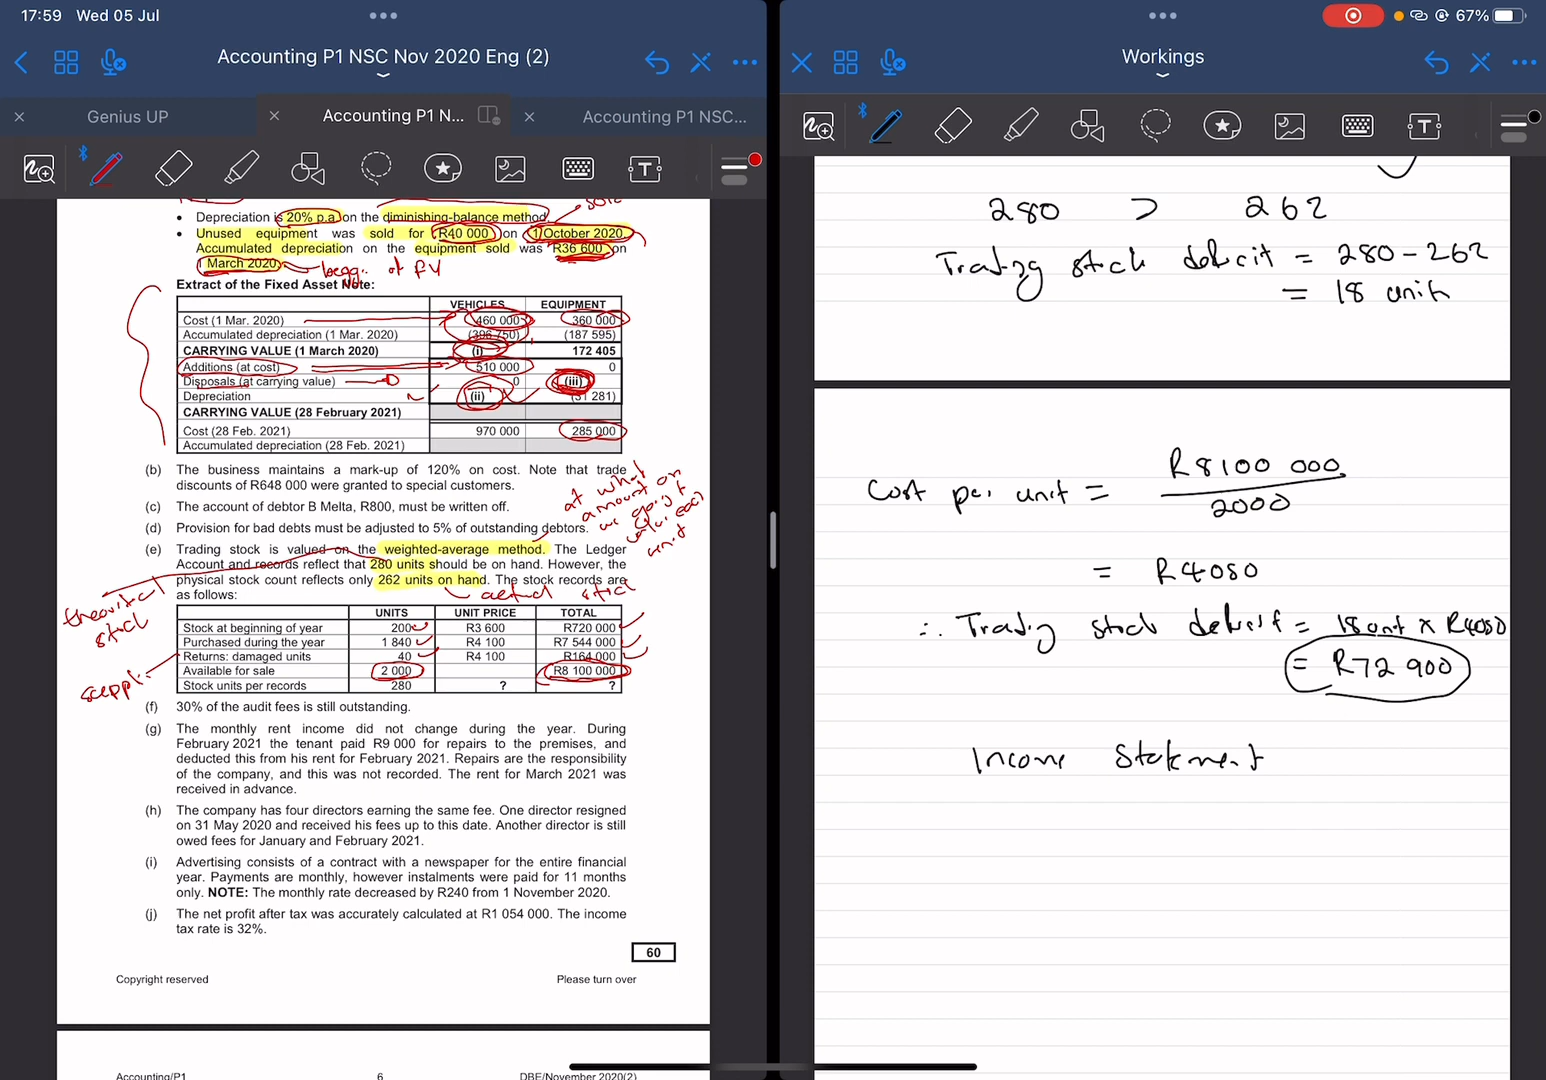 17:59 Wed 05 Jul
67%
Accounting P1 NSC Nov 2020 Eng (2)
Workings
Genius UP
Accounting P1 N...
Accounting P1 NSC...
• Depreciation is 20% p.a. on the diminishing-balance method.
• Unused equipment was sold for R40 000 on 1 October 2020.
Accumulated depreciation on the equipment sold was R36 600 on
1 March 2020.
sold
begg. of FY
Extract of the Fixed Asset Note:
VEHICLES EQUIPMENT
Cost (1 Mar. 2020) 460 000 360 000
Accumulated depreciation (1 Mar. 2020) (396 750) (187 595)
CARRYING VALUE (1 March 2020) (i) 172 405
Additions (at cost) 510 000 0
Disposals (at carrying value) 0 (iii)
Depreciation (ii) (31 281)
CARRYING VALUE (28 February 2021)
Cost (28 Feb. 2021) 970 000 285 000
Accumulated depreciation (28 Feb. 2021)
(b) The business maintains a mark-up of 120% on cost. Note that trade
discounts of R648 000 were granted to special customers.
(c) The account of debtor B Melta, R800, must be written off.
(d) Provision for bad debts must be adjusted to 5% of outstanding debtors.
at what
amount are
we going to
value each
unit
(e) Trading stock is valued on the weighted-average method. The Ledger
Account and records reflect that 280 units should be on hand. However, the
physical stock count reflects only 262 units on hand. The stock records are
as follows:
actual stock
theoritical
stock
UNITS UNIT PRICE TOTAL
Stock at beginning of year 200 R3 600 R720 000
Purchased during the year 1 840 R4 100 R7 544 000
Returns: damaged units 40 R4 100 R164 000
Available for sale 2 000 R8 100 000
Stock units per records 280 ? ?
(f) 30% of the audit fees is still outstanding.
(g) The monthly rent income did not change during the year. During
February 2021 the tenant paid R9 000 for repairs to the premises, and
deducted this from his rent for February 2021. Repairs are the responsibility
of the company, and this was not recorded. The rent for March 2021 was
received in advance.
(h) The company has four directors earning the same fee. One director resigned
on 31 May 2020 and received his fees up to this date. Another director is still
owed fees for January and February 2021.
(i) Advertising consists of a contract with a newspaper for the entire financial
year. Payments are monthly, however instalments were paid for 11 months
only. NOTE: The monthly rate decreased by R240 from 1 November 2020.
(j) The net profit after tax was accurately calculated at R1 054 000. The income
tax rate is 32%.
60
Copyright reserved Please turn over
Accounting/P1 6 DBE/November 2020(2)
280 > 262
Trading stock deficit = 280 - 262
= 18 units
Cost per unit = R8100 000
2000
= R4050
∴ Trading stock deficit = 18 unit x R4050
= R72 900
Income Statement